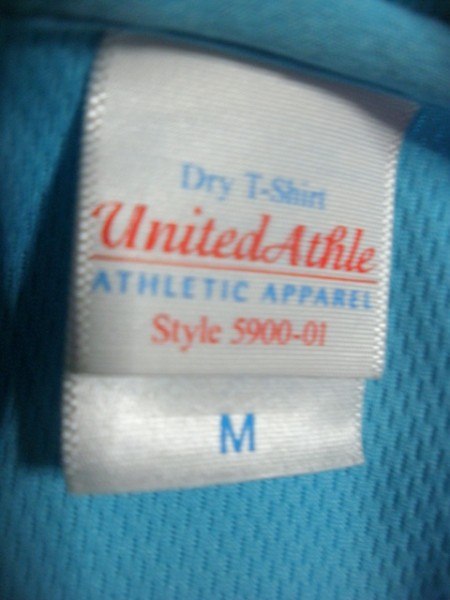 Dry T-Shirt
UnitedAthle
ATHLETIC APPAREL
Style 5900-01
M